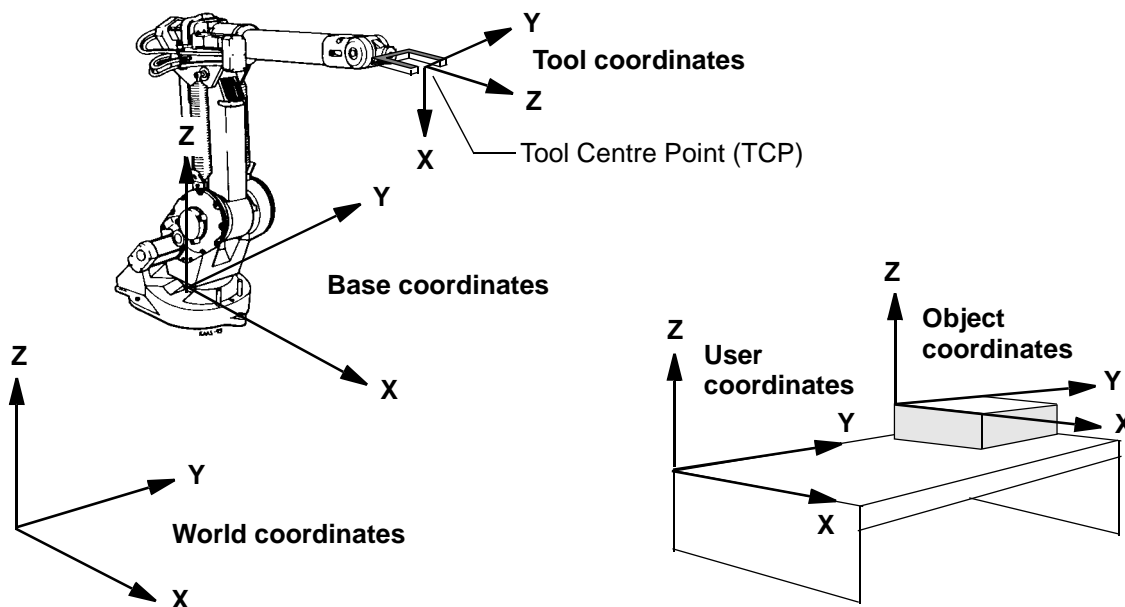 Y
Tool coordinates
Z
X
Tool Centre Point (TCP)
Z
Y
Base coordinates
X
Z
Y
World coordinates
X
Z
User
coordinates
Y
X
Z
Object
coordinates
Y
X